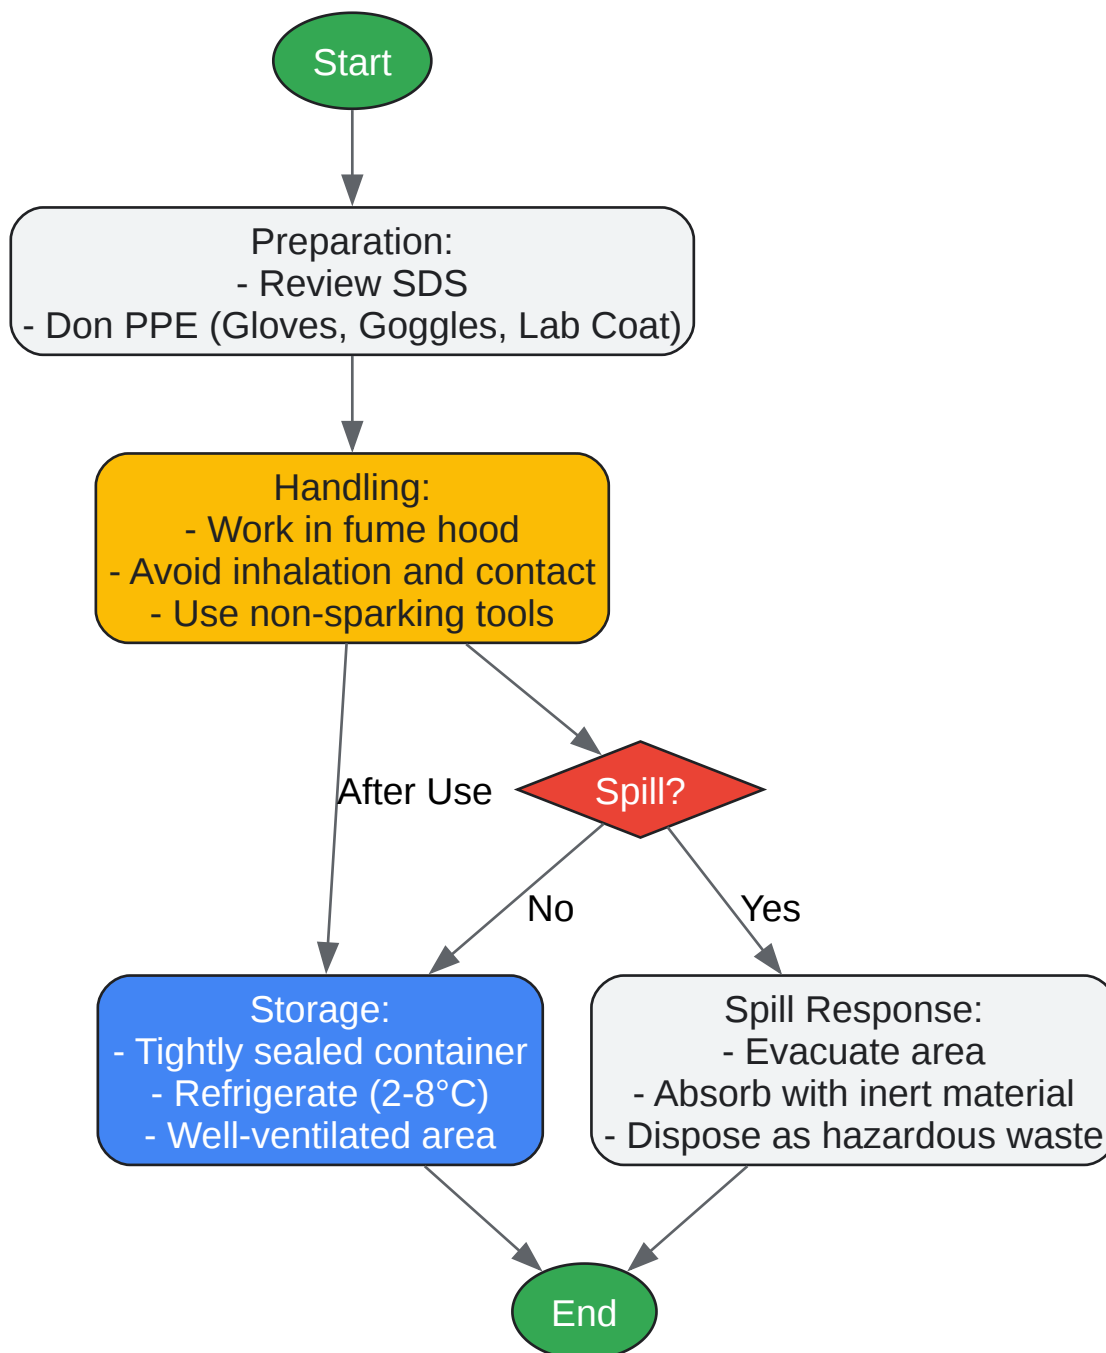 Start
Preparation:
- Review SDS
- Don PPE (Gloves, Goggles, Lab Coat)
Handling:
- Work in fume hood
- Avoid inhalation and contact
- Use non-sparking tools
After Use
Spill?
No
Yes
Storage:
- Tightly sealed container
- Refrigerate (2-8°C)
- Well-ventilated area
Spill Response:
- Evacuate area
- Absorb with inert material
- Dispose as hazardous waste
End